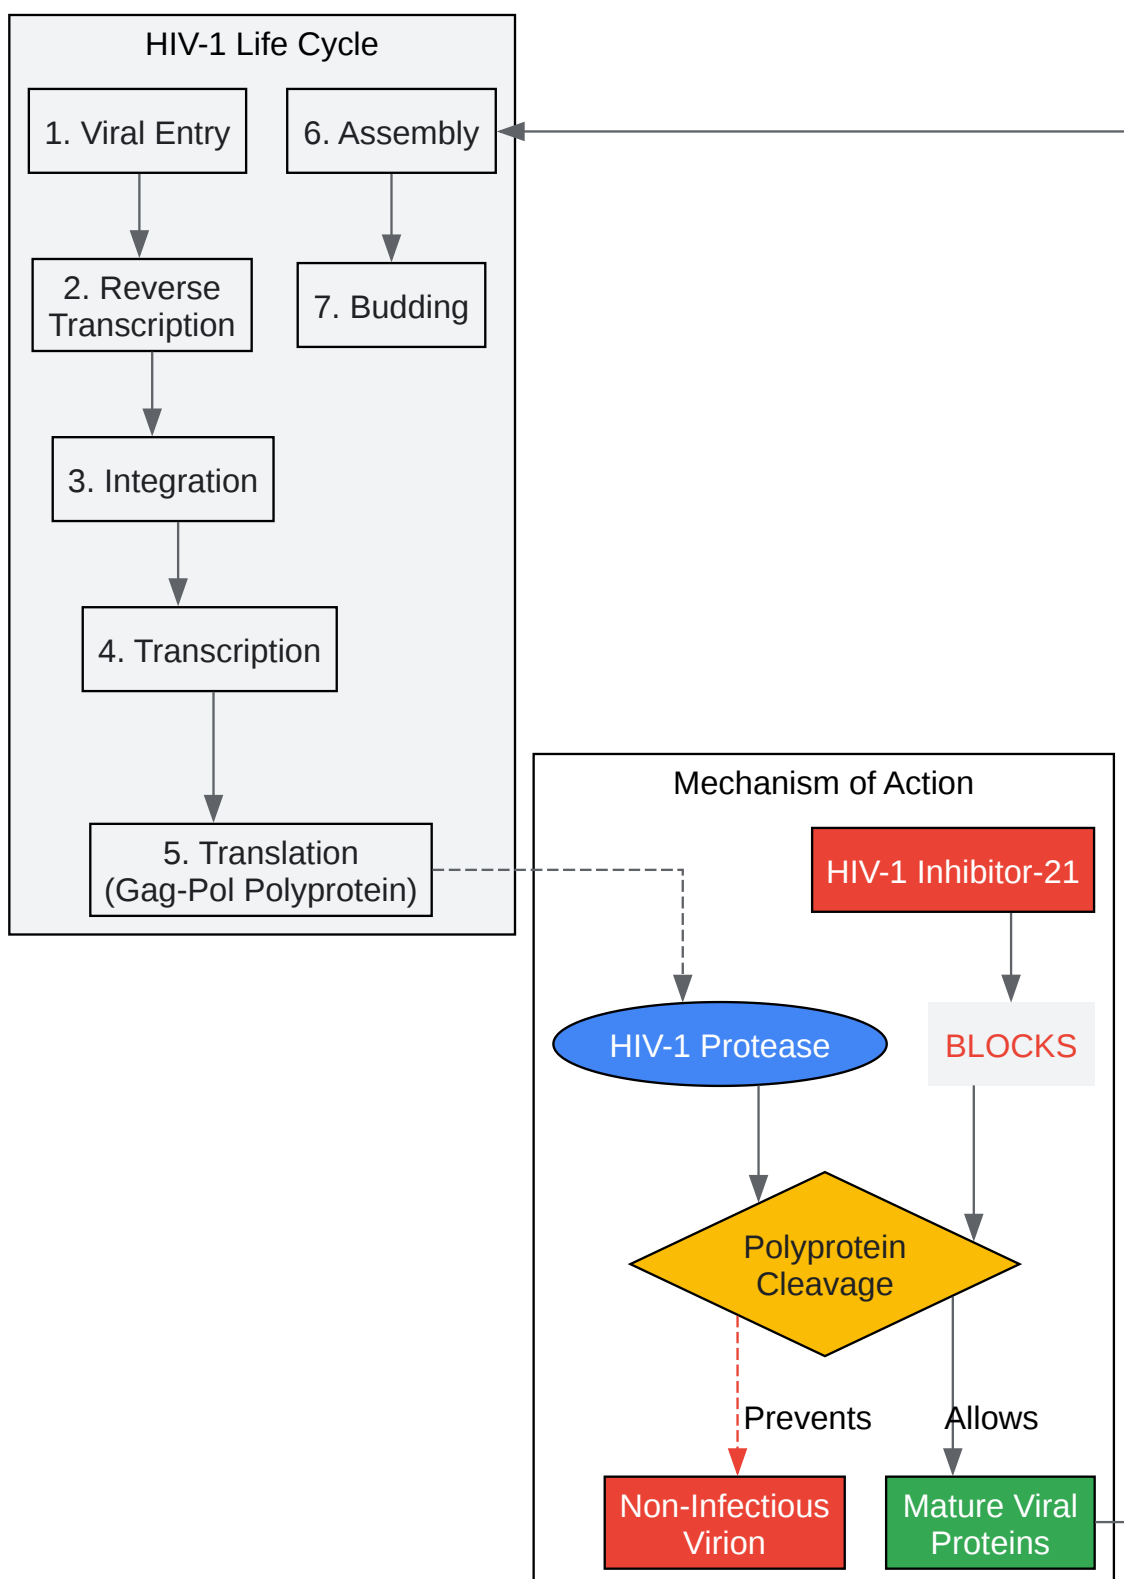 HIV-1 Life Cycle
1. Viral Entry
6. Assembly
2. Reverse
Transcription
7. Budding
3. Integration
4. Transcription
5. Translation
(Gag-Pol Polyprotein)
Mechanism of Action
HIV-1 Inhibitor-21
HIV-1 Protease
BLOCKS
Polyprotein
Cleavage
Prevents
Allows
Non-Infectious
Virion
Mature Viral
Proteins